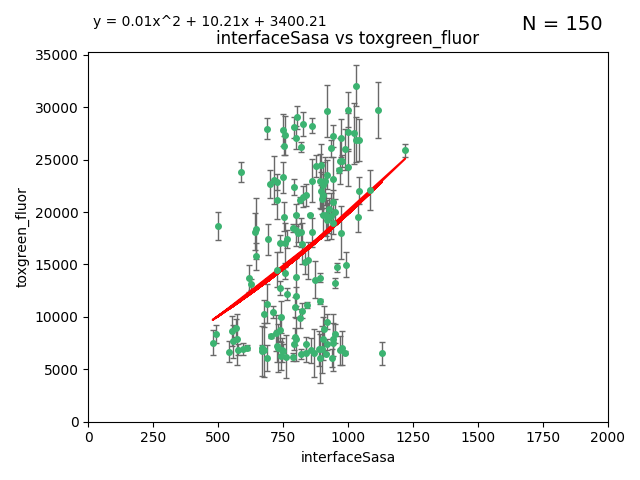 y = 0.01x^2 + 10.21x + 3400.21
N = 150
interfaceSasa vs toxgreen_fluor
35000
30000
25000
20000
15000
10000
5000
0
toxgreen_fluor
0 250 500 750 1000 1250 1500 1750 2000
interfaceSasa